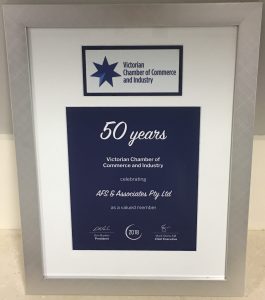 Victorian
Chamber of Commerce
and Industry
50 years
Victorian Chamber of
Commerce and Industry
celebrating
AFS & Associates Pty Ltd
as a valued member
2018
President
Chief Executive